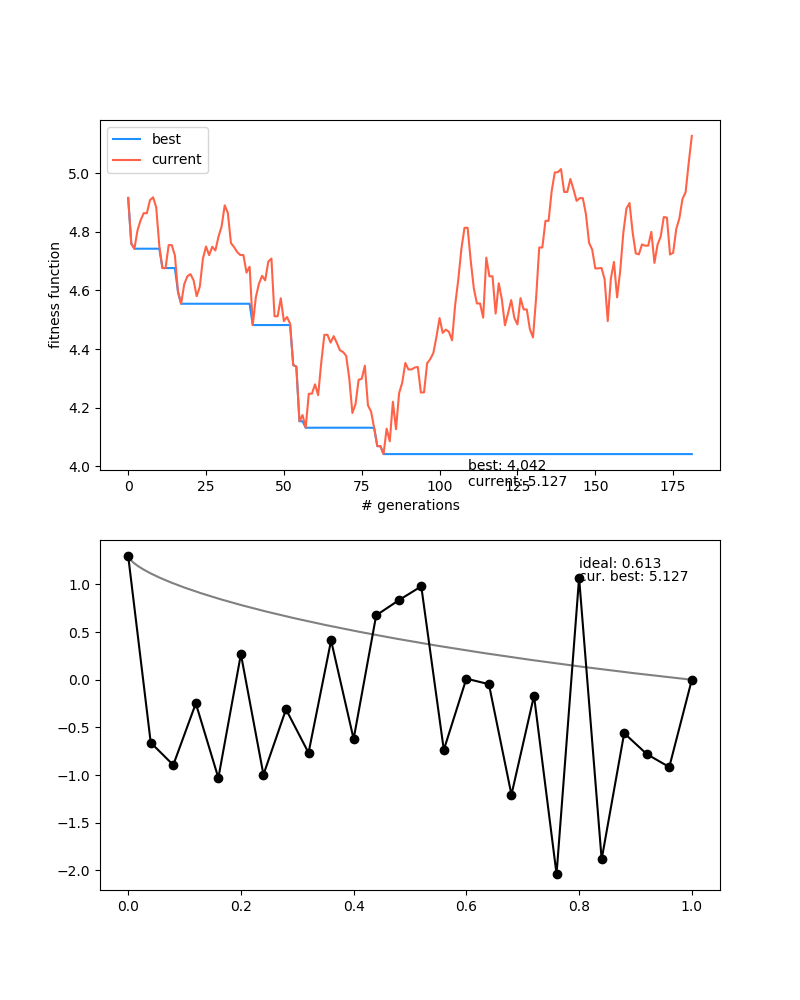 best
current
5.0
4.8
4.6
4.4
4.2
4.0
fitness function
best: 4.042
current: 5.127
0 25 50 75 100 125 150 175
# generations
ideal: 0.613
cur. best: 5.127
1.0
0.5
0.0
−0.5
−1.0
−1.5
−2.0
0.0 0.2 0.4 0.6 0.8 1.0